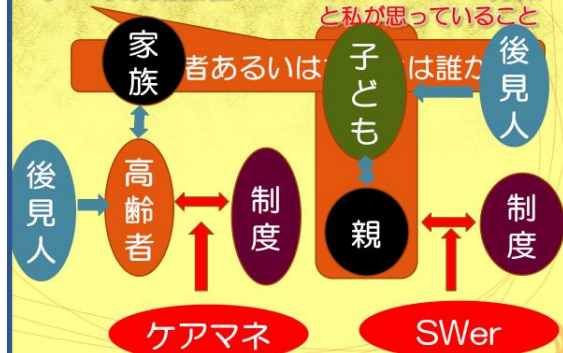 と私が思っていること
者あるいは
は誰か
家族
子ども
後見人
後見人
高齢者
制度
親
制度
ケアマネ
SWer